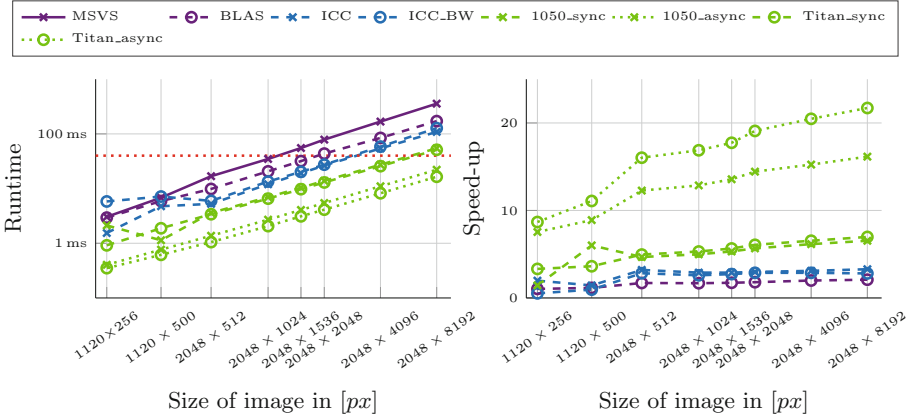 MSVS BLAS ICC ICC_BW 1050_sync 1050_async Titan_sync
Titan_async
Runtime
100 ms
1 ms
1120×256
1120 × 500
2048 × 512
2048 × 1024
2048 × 1536
2048 × 2048
2048 × 4096
2048 × 8192
Size of image in [px]
Speed-up
20
10
0
1120×256
1120 × 500
2048 × 512
2048 × 1024
2048 × 1536
2048 × 2048
2048 × 4096
2048 × 8192
Size of image in [px]